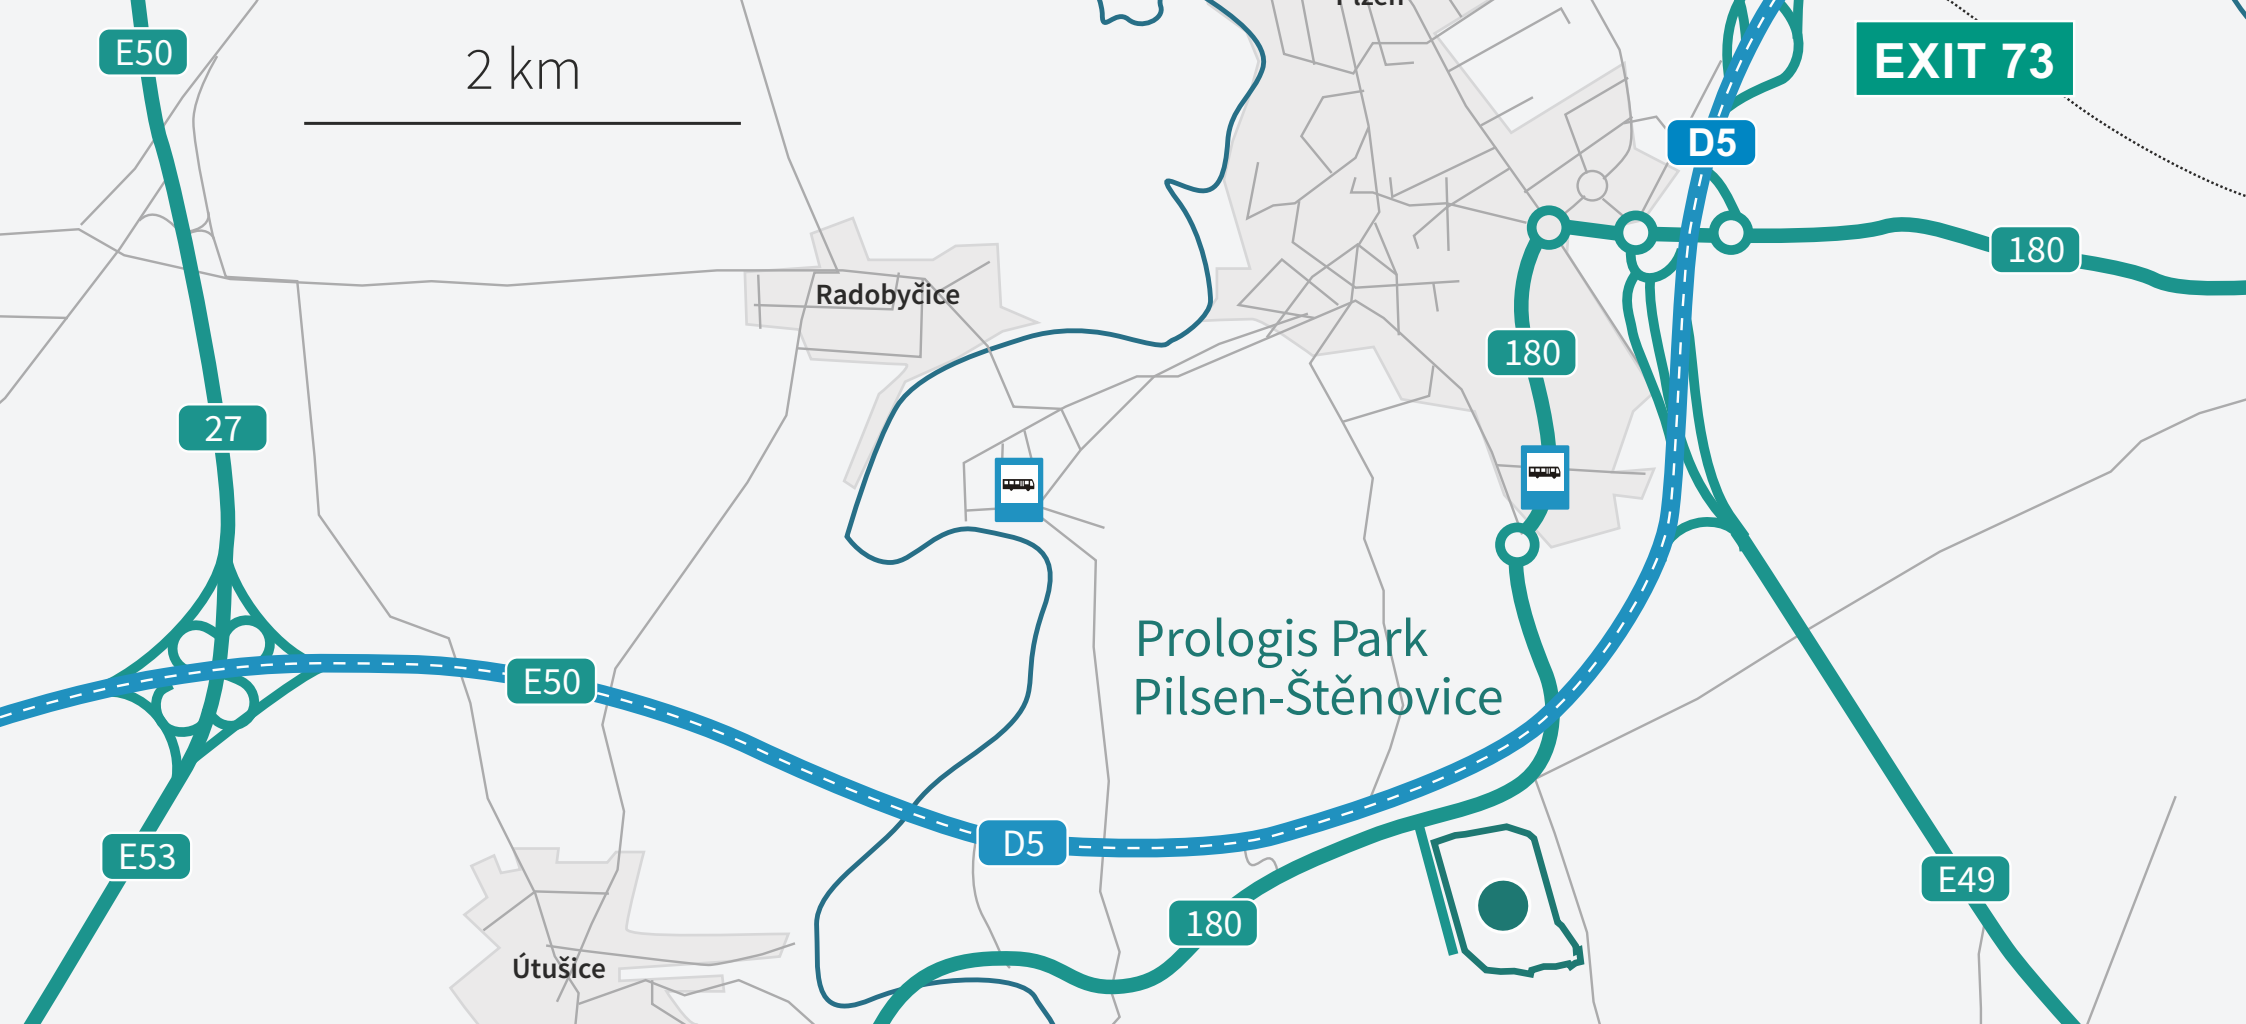 Plzeň
E50
2 km
EXIT 73
D5
180
Radobyčice
180
27
Prologis Park
Pilsen-Štěnovice
E50
D5
E53
E49
180
Útušice